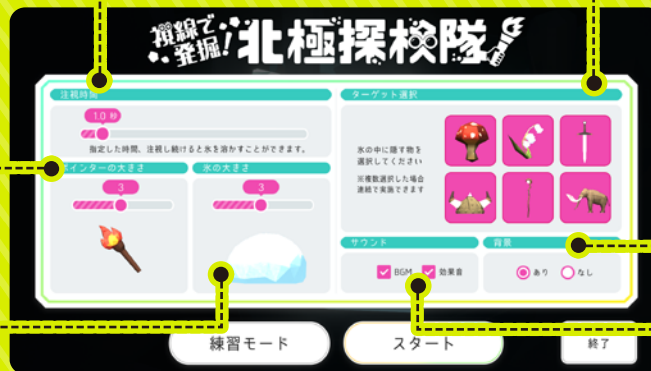 視線で
発掘!
北極探検隊
注視時間
1.0 秒
指定した時間、注視し続けると氷を溶かすことができます。
ポインターの大きさ
3
氷の大きさ
3
ターゲット選択
氷の中に隠す物を
選択してください
※複数選択した場合
連続で実施できます
サウンド
BGM
効果音
背景
あり
なし
練習モード
スタート
終了